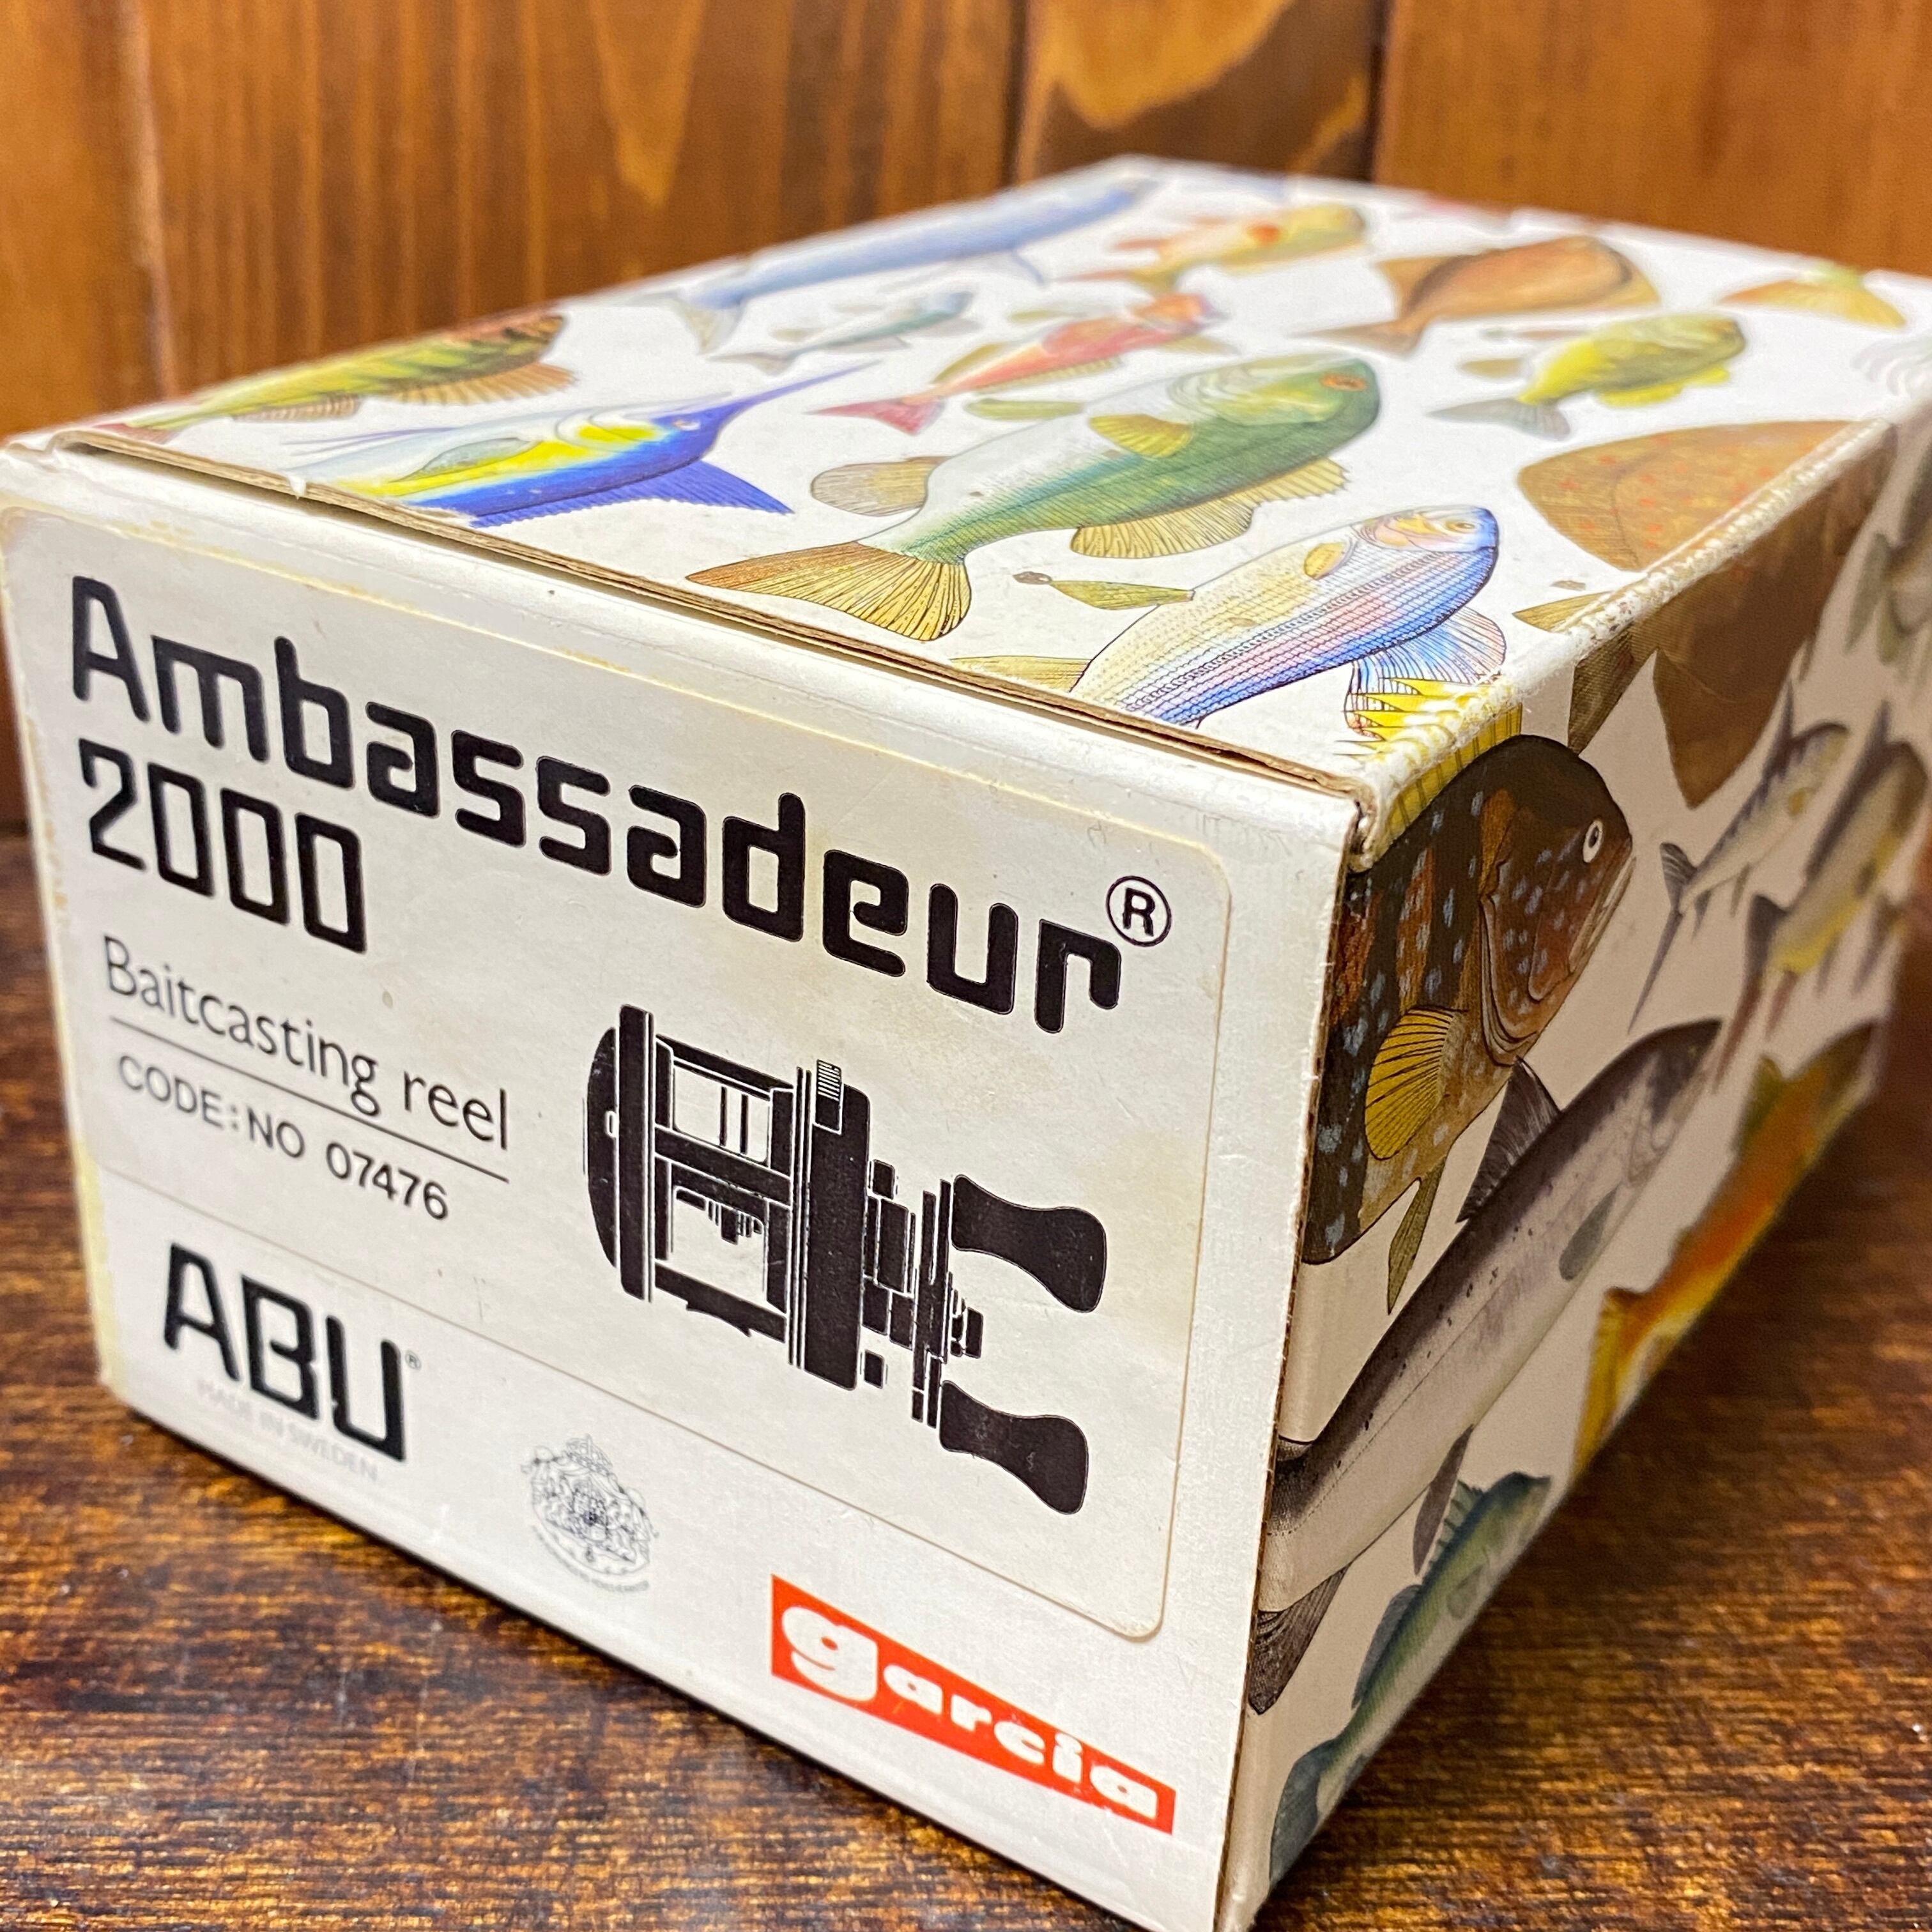 Ambassadeur®
2000
Baitcasting reel
CODE:NO 07476
ABU®
MADE IN SWEDEN
garcia